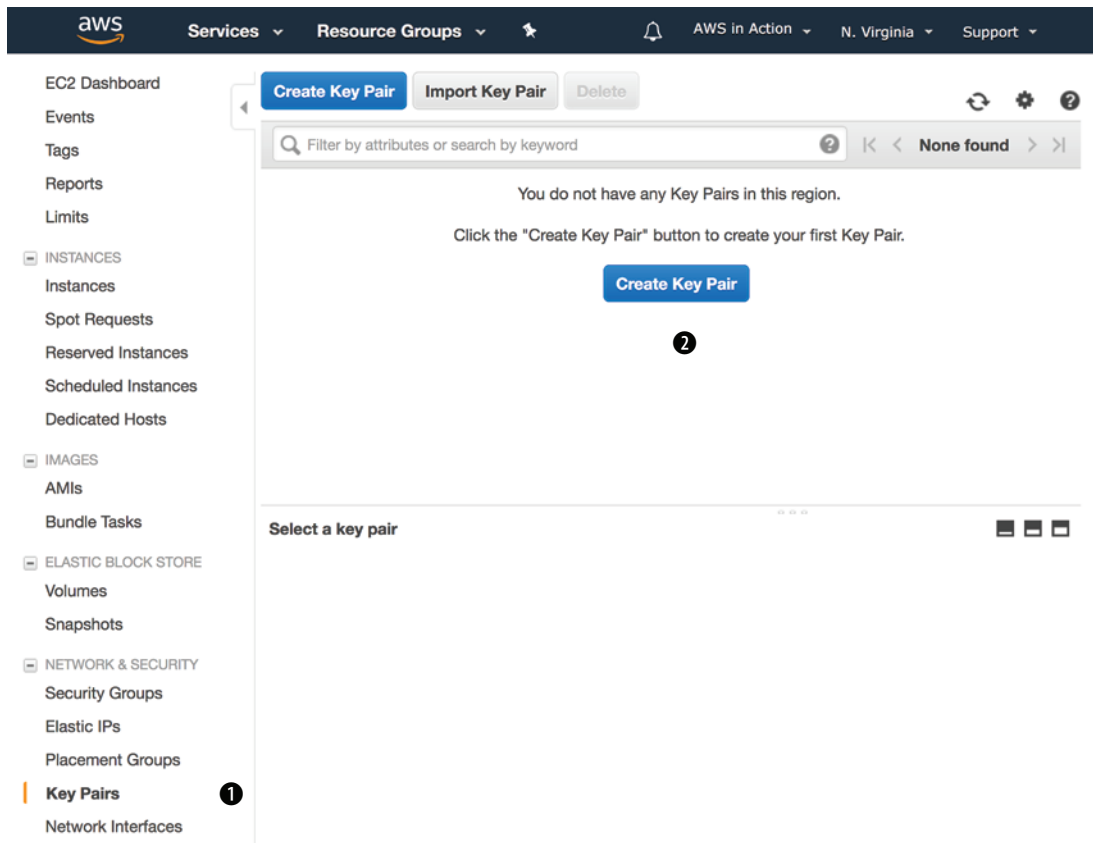 aws Services Resource Groups AWS in Action N. Virginia Support
EC2 Dashboard
Events
Tags
Reports
Limits
INSTANCES
Instances
Spot Requests
Reserved Instances
Scheduled Instances
Dedicated Hosts
IMAGES
AMIs
Bundle Tasks
ELASTIC BLOCK STORE
Volumes
Snapshots
NETWORK & SECURITY
Security Groups
Elastic IPs
Placement Groups
Key Pairs 1
Network Interfaces
Create Key Pair Import Key Pair Delete
Filter by attributes or search by keyword None found
You do not have any Key Pairs in this region.
Click the "Create Key Pair" button to create your first Key Pair.
Create Key Pair
2
Select a key pair